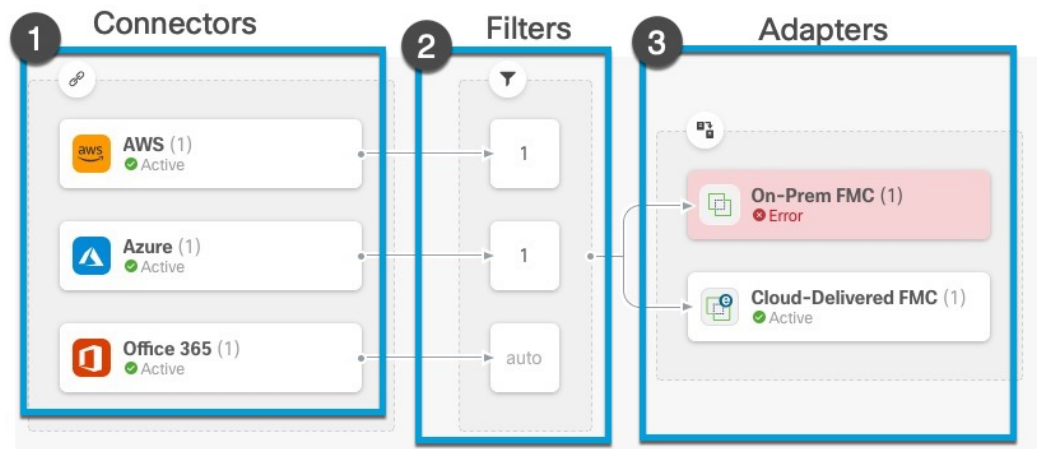 1
Connectors
2
Filters
3
Adapters
aws
AWS (1)
Active
1
Azure (1)
Active
1
Office 365 (1)
Active
auto
On-Prem FMC (1)
Error
e
Cloud-Delivered FMC (1)
Active